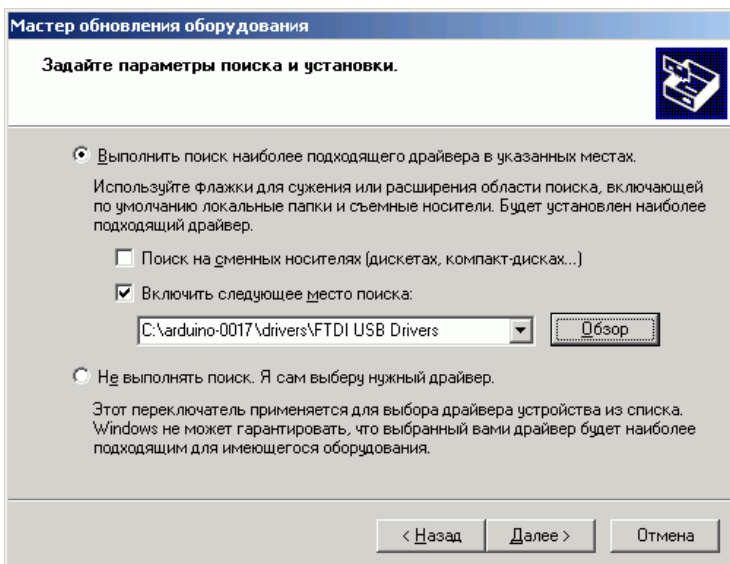 Мастер обновления оборудования
Задайте параметры поиска и установки.
Выполнить поиск наиболее подходящего драйвера в указанных местах.
Используйте флажки для сужения или расширения области поиска, включающей
по умолчанию локальные папки и съемные носители. Будет установлен наиболее
подходящий драйвер.
Поиск на сменных носителях (дискетах, компакт-дисках...)
Включить следующее место поиска:
C:\arduino-0017\drivers\FTDI USB Drivers
Обзор
Не выполнять поиск. Я сам выберу нужный драйвер.
Этот переключатель применяется для выбора драйвера устройства из списка.
Windows не может гарантировать, что выбранный вами драйвер будет наиболее
подходящим для имеющегося оборудования.
< Назад
Далее >
Отмена